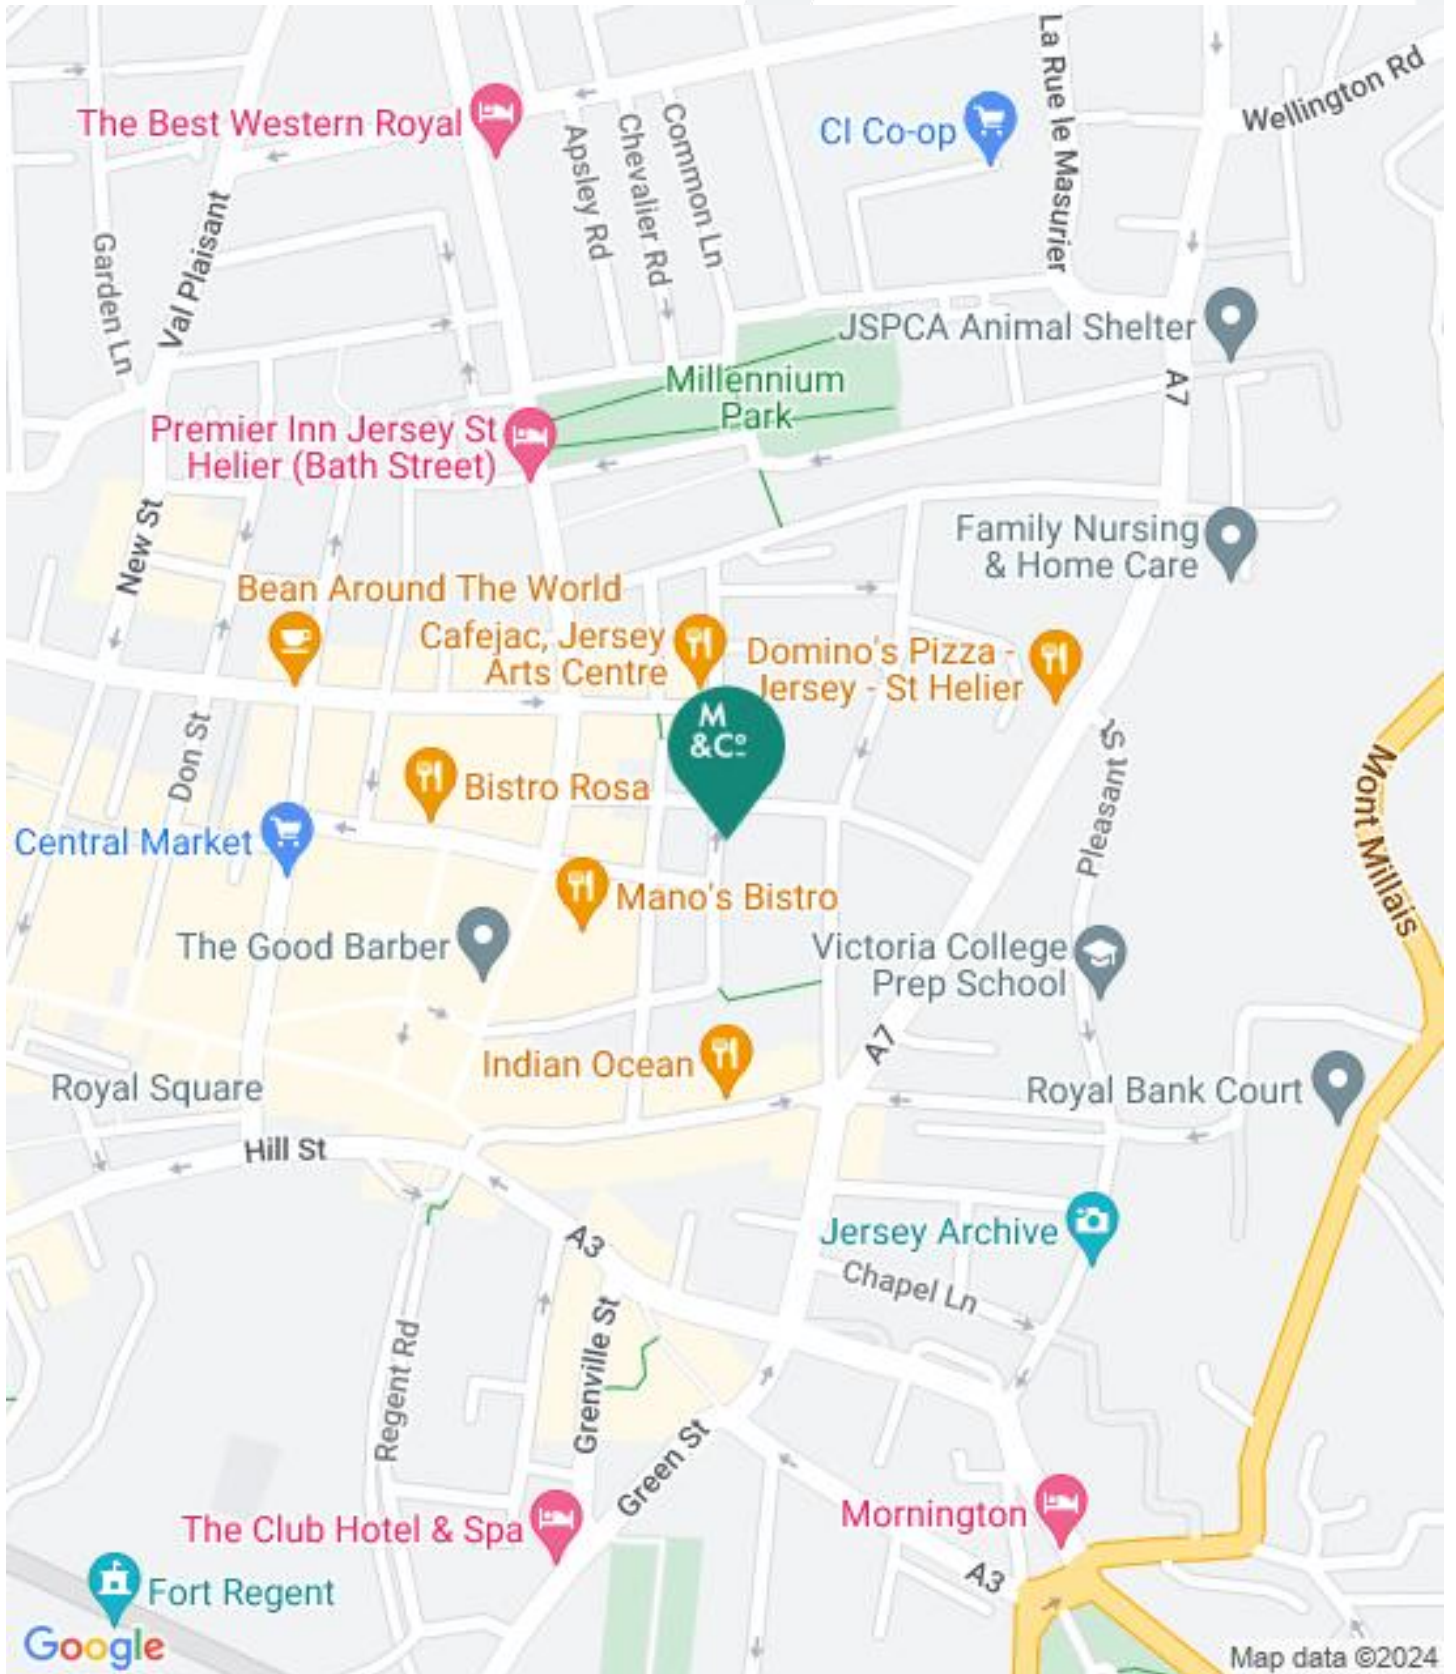 La Rue le Masurier
Wellington Rd
The Best Western Royal
CI Co-op
Apsley Rd
Chevalier Rd
Common Ln
Garden Ln
Val Plaisant
JSPCA Animal Shelter
Millennium
Park
A7
Premier Inn Jersey St
Helier (Bath Street)
New St
Family Nursing
& Home Care
Bean Around The World
Cafejac, Jersey
Arts Centre
Domino's Pizza -
Jersey - St Helier
M
&Cº
Don St
Bistro Rosa
Pleasant St
Mont Millais
Central Market
Mano's Bistro
The Good Barber
Victoria College
Prep School
A7
Indian Ocean
Royal Square
Royal Bank Court
Hill St
A3
Jersey Archive
Chapel Ln
Regent Rd
Grenville St
Green St
The Club Hotel & Spa
Mornington
A3
Fort Regent
Google
Map data ©2024